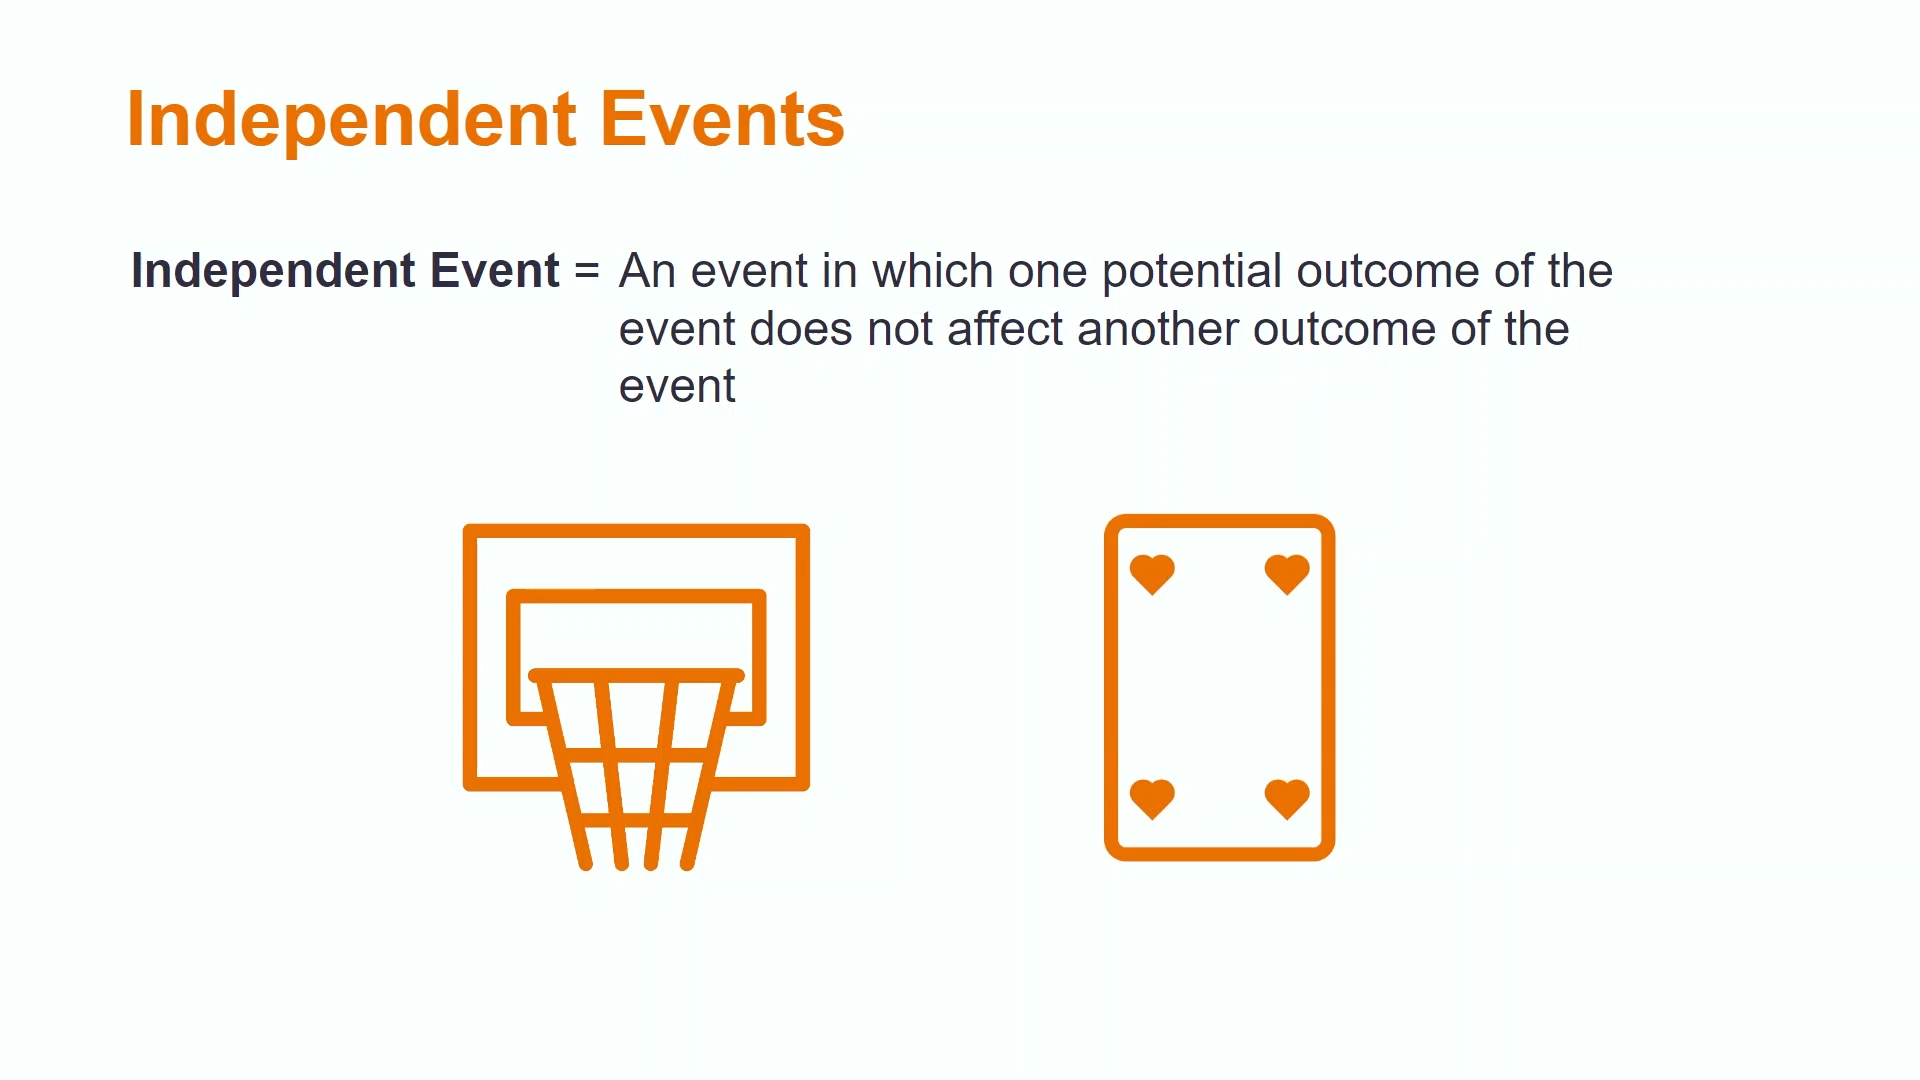 Independent Events
Independent Event = An event in which one potential outcome of the
event does not affect another outcome of the
event